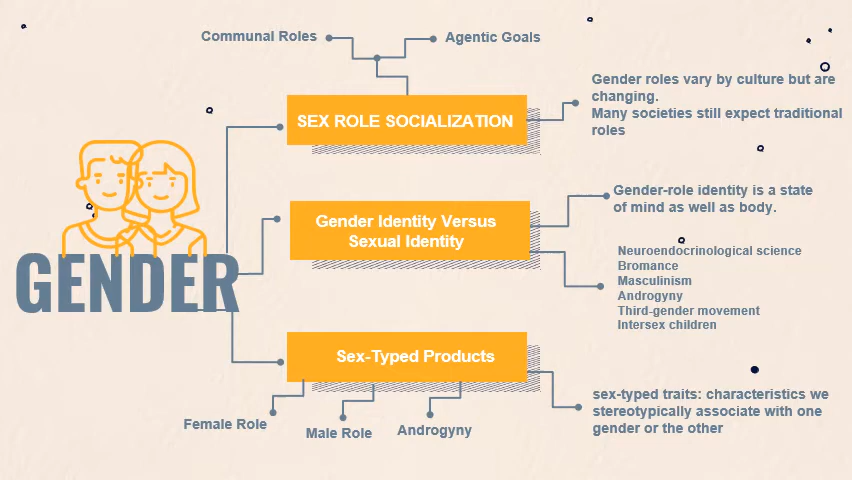 Communal Roles
Agentic Goals
SEX ROLE SOCIALIZATION
Gender roles vary by culture but are
changing.
Many societies still expect traditional
roles
GENDER
Gender Identity Versus
Sexual Identity
Gender-role identity is a state
of mind as well as body.
Neuroendocrinological science
Bromance
Masculinism
Androgyny
Third-gender movement
Intersex children
Sex-Typed Products
Female Role
Male Role
Androgyny
sex-typed traits: characteristics we
stereotypically associate with one
gender or the other